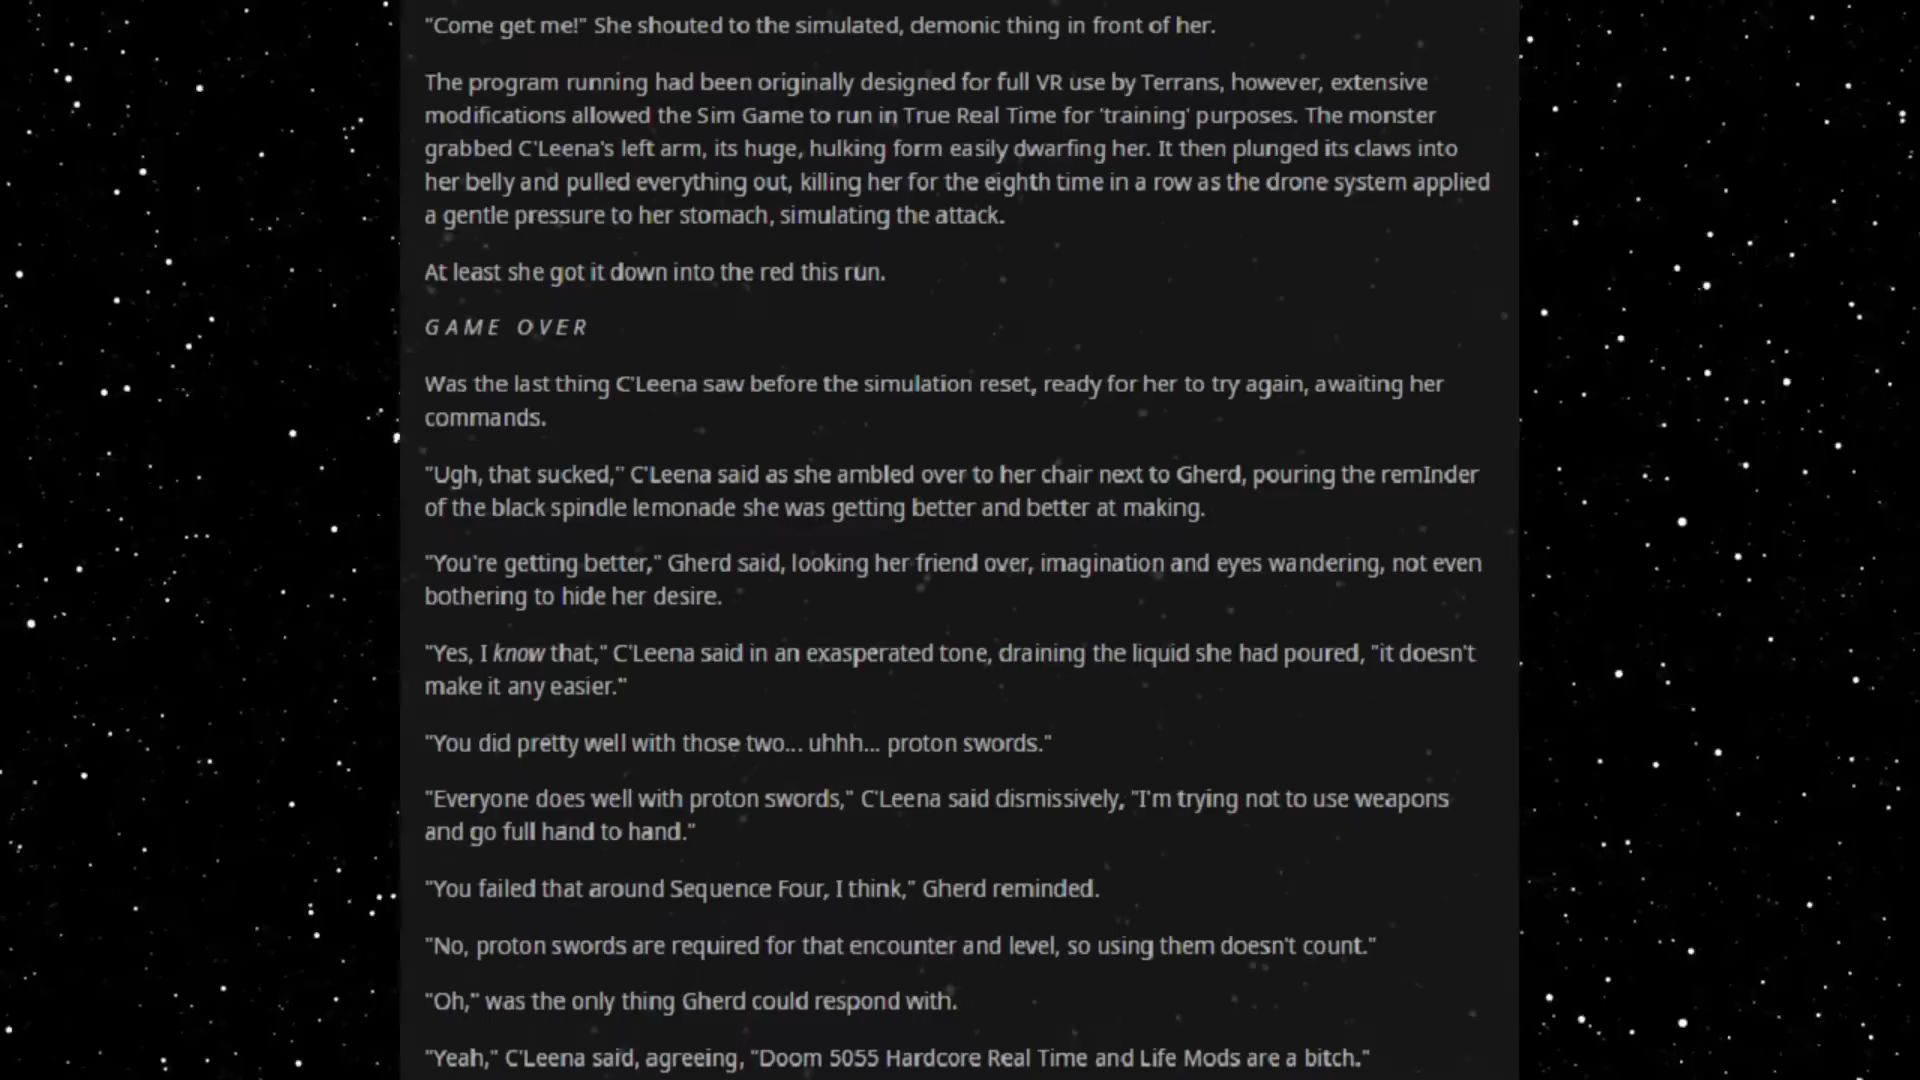 "Come get me!" She shouted to the simulated, demonic thing in front of her.
The program running had been originally designed for full VR use by Terrans, however, extensive
modifications allowed the Sim Game to run in True Real Time for 'training' purposes. The monster
grabbed C'Leena's left arm, its huge, hulking form easily dwarfing her. It then plunged its claws into
her belly and pulled everything out, killing her for the eighth time in a row as the drone system applied
a gentle pressure to her stomach, simulating the attack.
At least she got it down into the red this run.
GAME OVER
Was the last thing C'Leena saw before the simulation reset, ready for her to try again, awaiting her
commands.
"Ugh, that sucked," C'Leena said as she ambled over to her chair next to Gherd, pouring the remInder
of the black spindle lemonade she was getting better and better at making.
"You're getting better," Gherd said, looking her friend over, imagination and eyes wandering, not even
bothering to hide her desire.
"Yes, I know that," C'Leena said in an exasperated tone, draining the liquid she had poured, "it doesn't
make it any easier."
"You did pretty well with those two... uhhh... proton swords."
"Everyone does well with proton swords," C'Leena said dismissively, "I'm trying not to use weapons
and go full hand to hand."
"You failed that around Sequence Four, I think," Gherd reminded.
"No, proton swords are required for that encounter and level, so using them doesn't count."
"Oh," was the only thing Gherd could respond with.
"Yeah," C'Leena said, agreeing, "Doom 5055 Hardcore Real Time and Life Mods are a bitch."